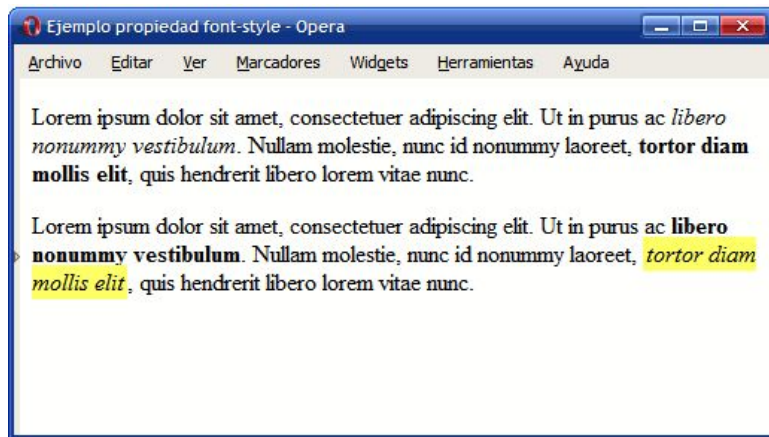 Ejemplo propiedad font-style - Opera
Archivo Editar Ver Marcadores Widgets Herramientas Ayuda
Lorem ipsum dolor sit amet, consectetuer adipiscing elit. Ut in purus ac libero
nonummy vestibulum. Nullam molestie, nunc id nonummy laoreet, tortor diam
mollis elit, quis hendrerit libero lorem vitae nunc.
Lorem ipsum dolor sit amet, consectetuer adipiscing elit. Ut in purus ac libero
nonummy vestibulum. Nullam molestie, nunc id nonummy laoreet, tortor diam
mollis elit, quis hendrerit libero lorem vitae nunc.